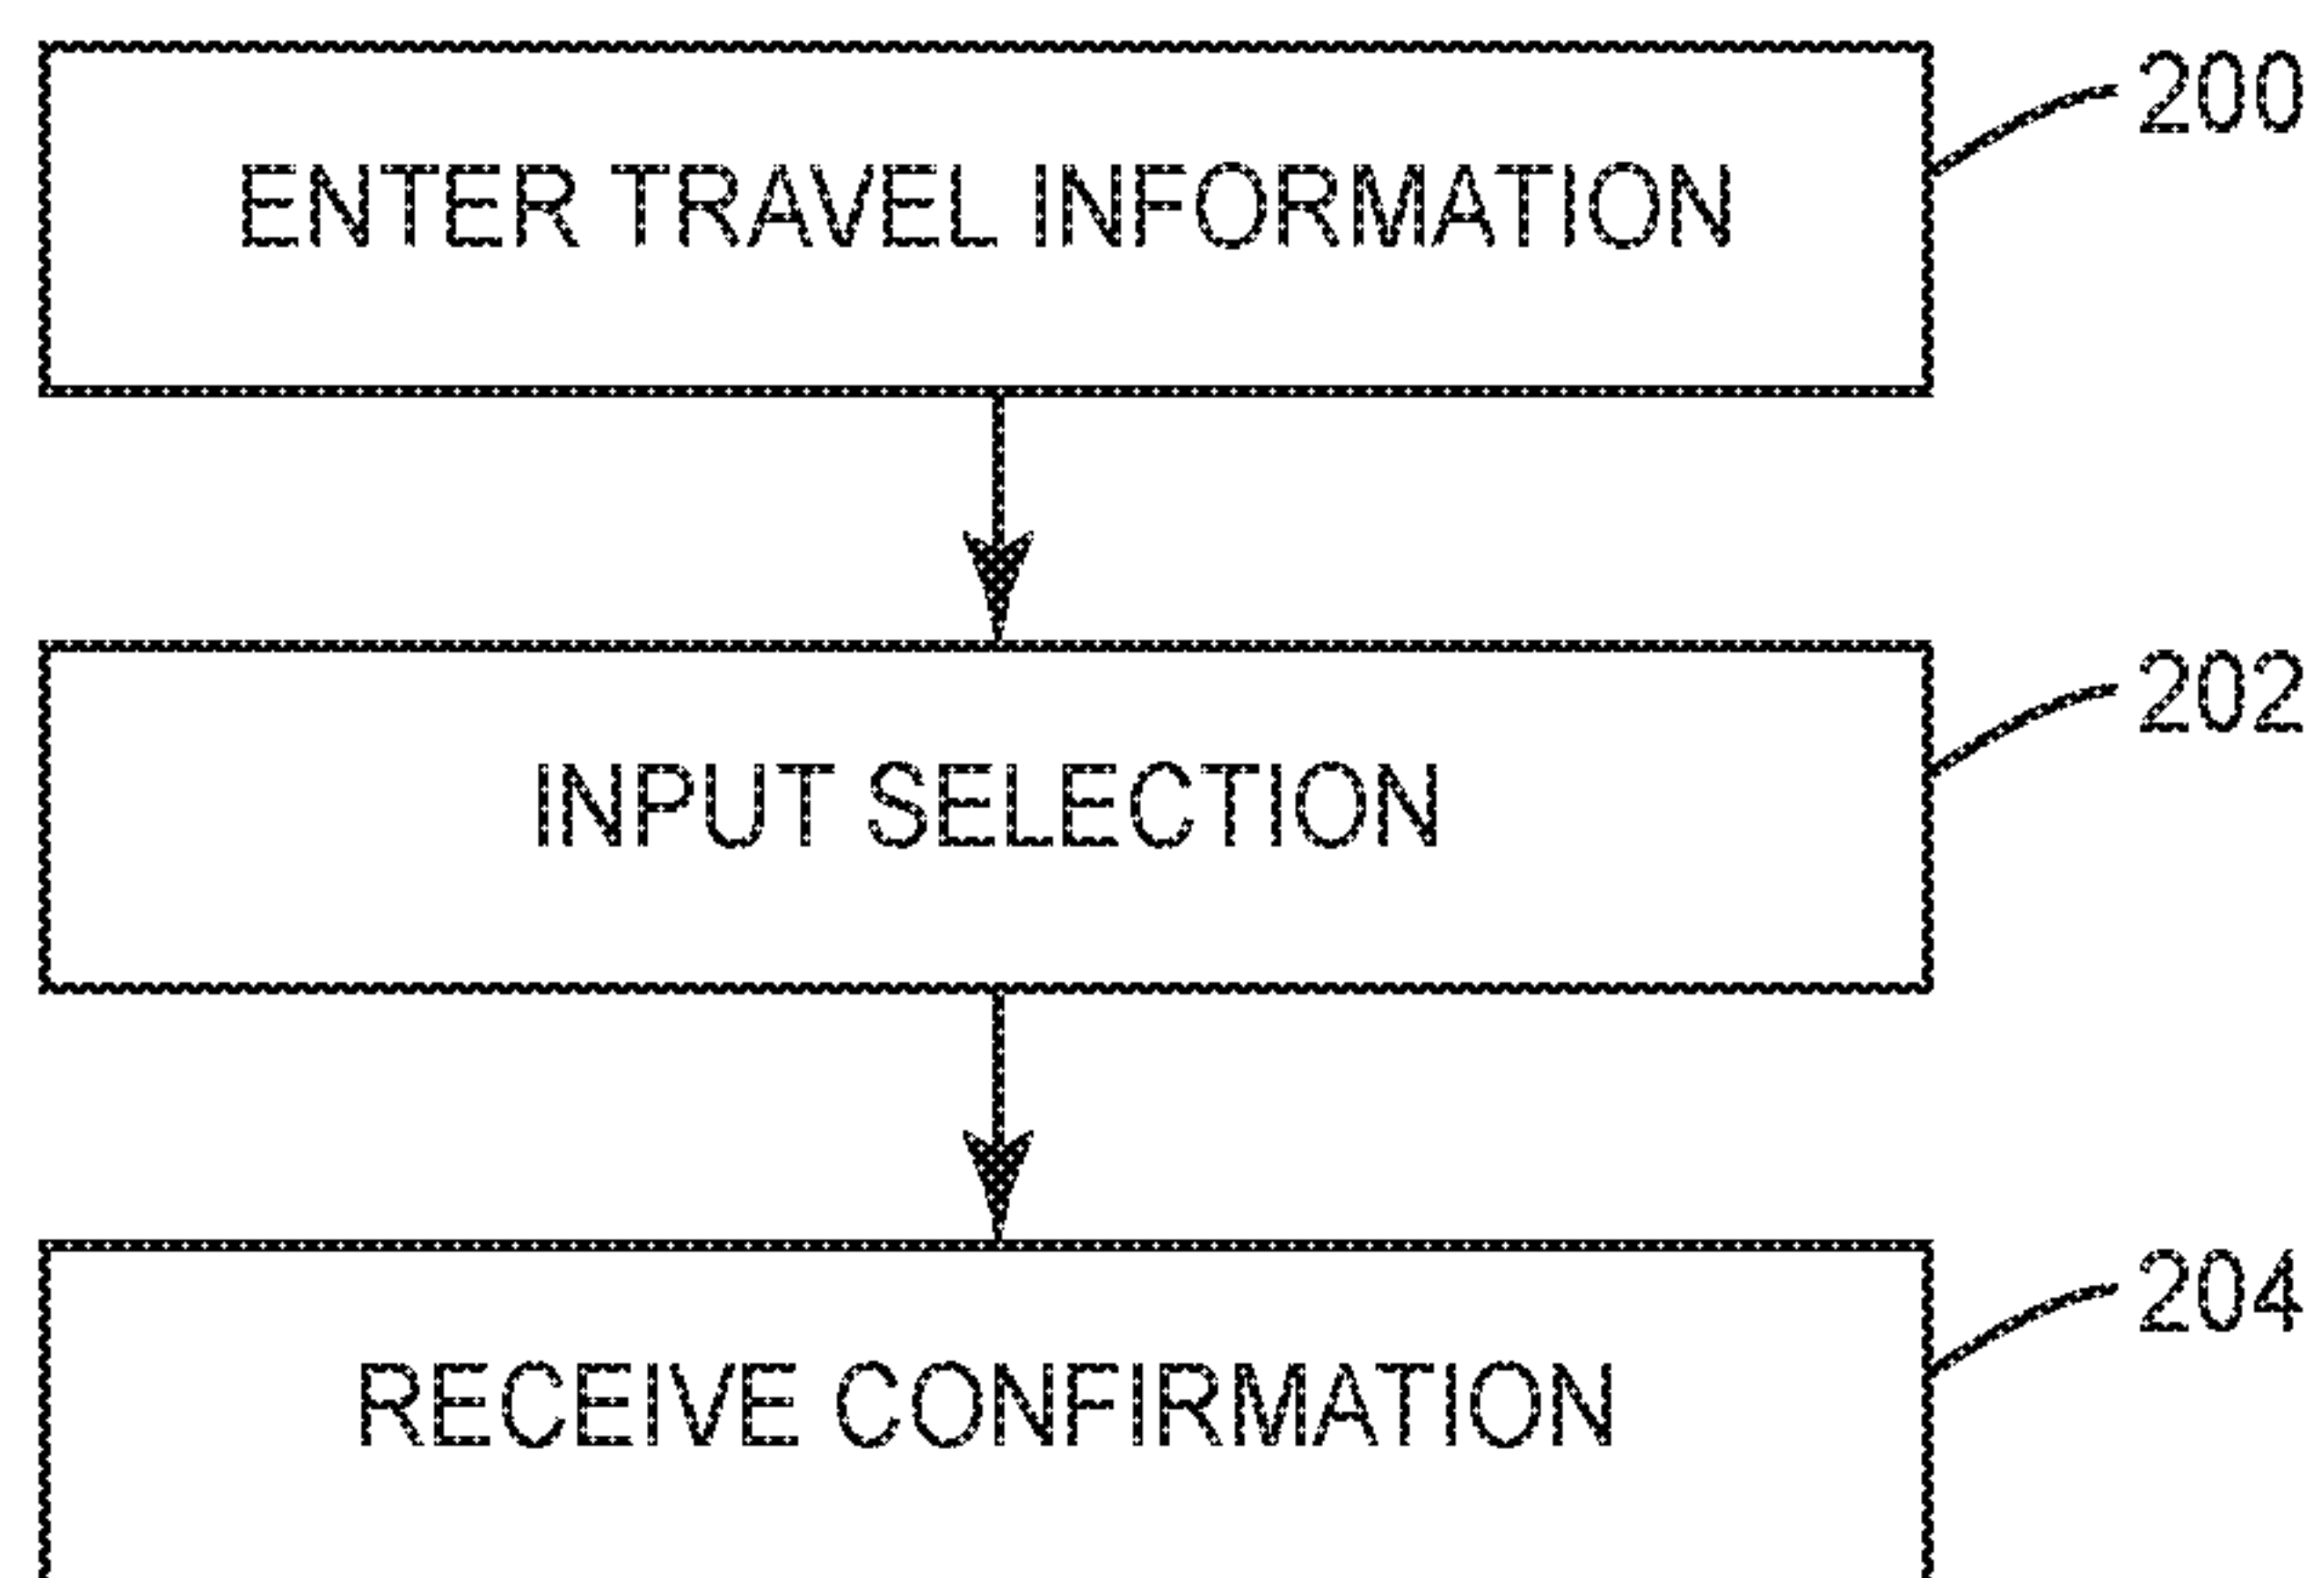 200
ENTER TRAVEL INFORMATION
202
INPUT SELECTION
204
RECEIVE CONFIRMATION